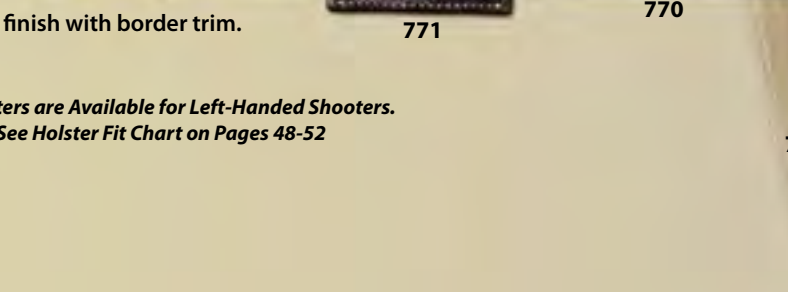 finish with border trim.
771
770
ters are Available for Left-Handed Shooters.
See Holster Fit Chart on Pages 48-52